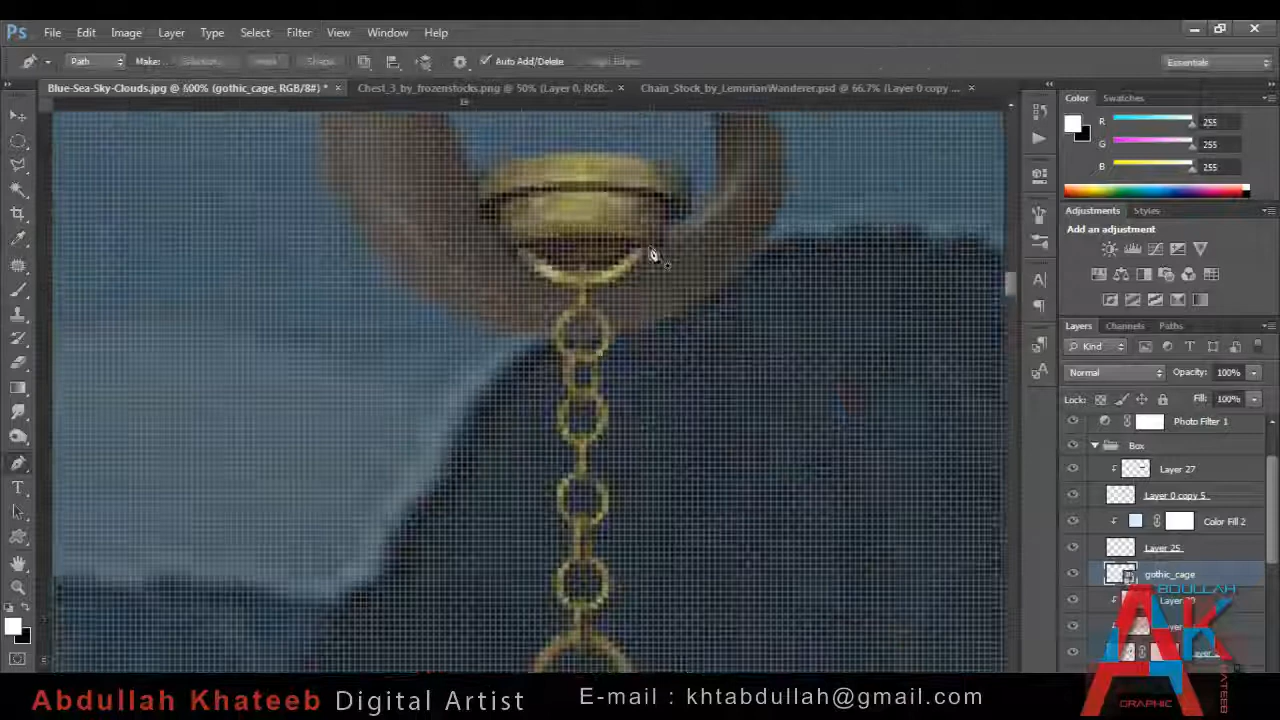 Ps File Edit Image Layer Type Select Filter View Window Help
Path Make: Auto Add/Delete Essentials
Blue-Sea-Sky-Clouds.jpg @ 600% (gothic_cage, RGB/8#) * × Chest_3_by_frozenstocks.png @ 50% (Layer 0, RGB... × Chain_Stock_by_LemurianWanderer.psd @ 66.7% (Layer 0 copy ... ×
Color Swatches
R 255
G 255
B 255
Adjustments Styles
Add an adjustment
Layers Channels Paths
Kind
Normal Opacity: 100%
Lock: Fill: 100%
Photo Filter 1
Box
Layer 27
Layer 0 copy 5
Color Fill 2
Layer 25
gothic_cage
ABDULLAH
AK
KHATEEB
GRAPHIC
Abdullah Khateeb Digital Artist E-mail : khtabdullah@gmail.com